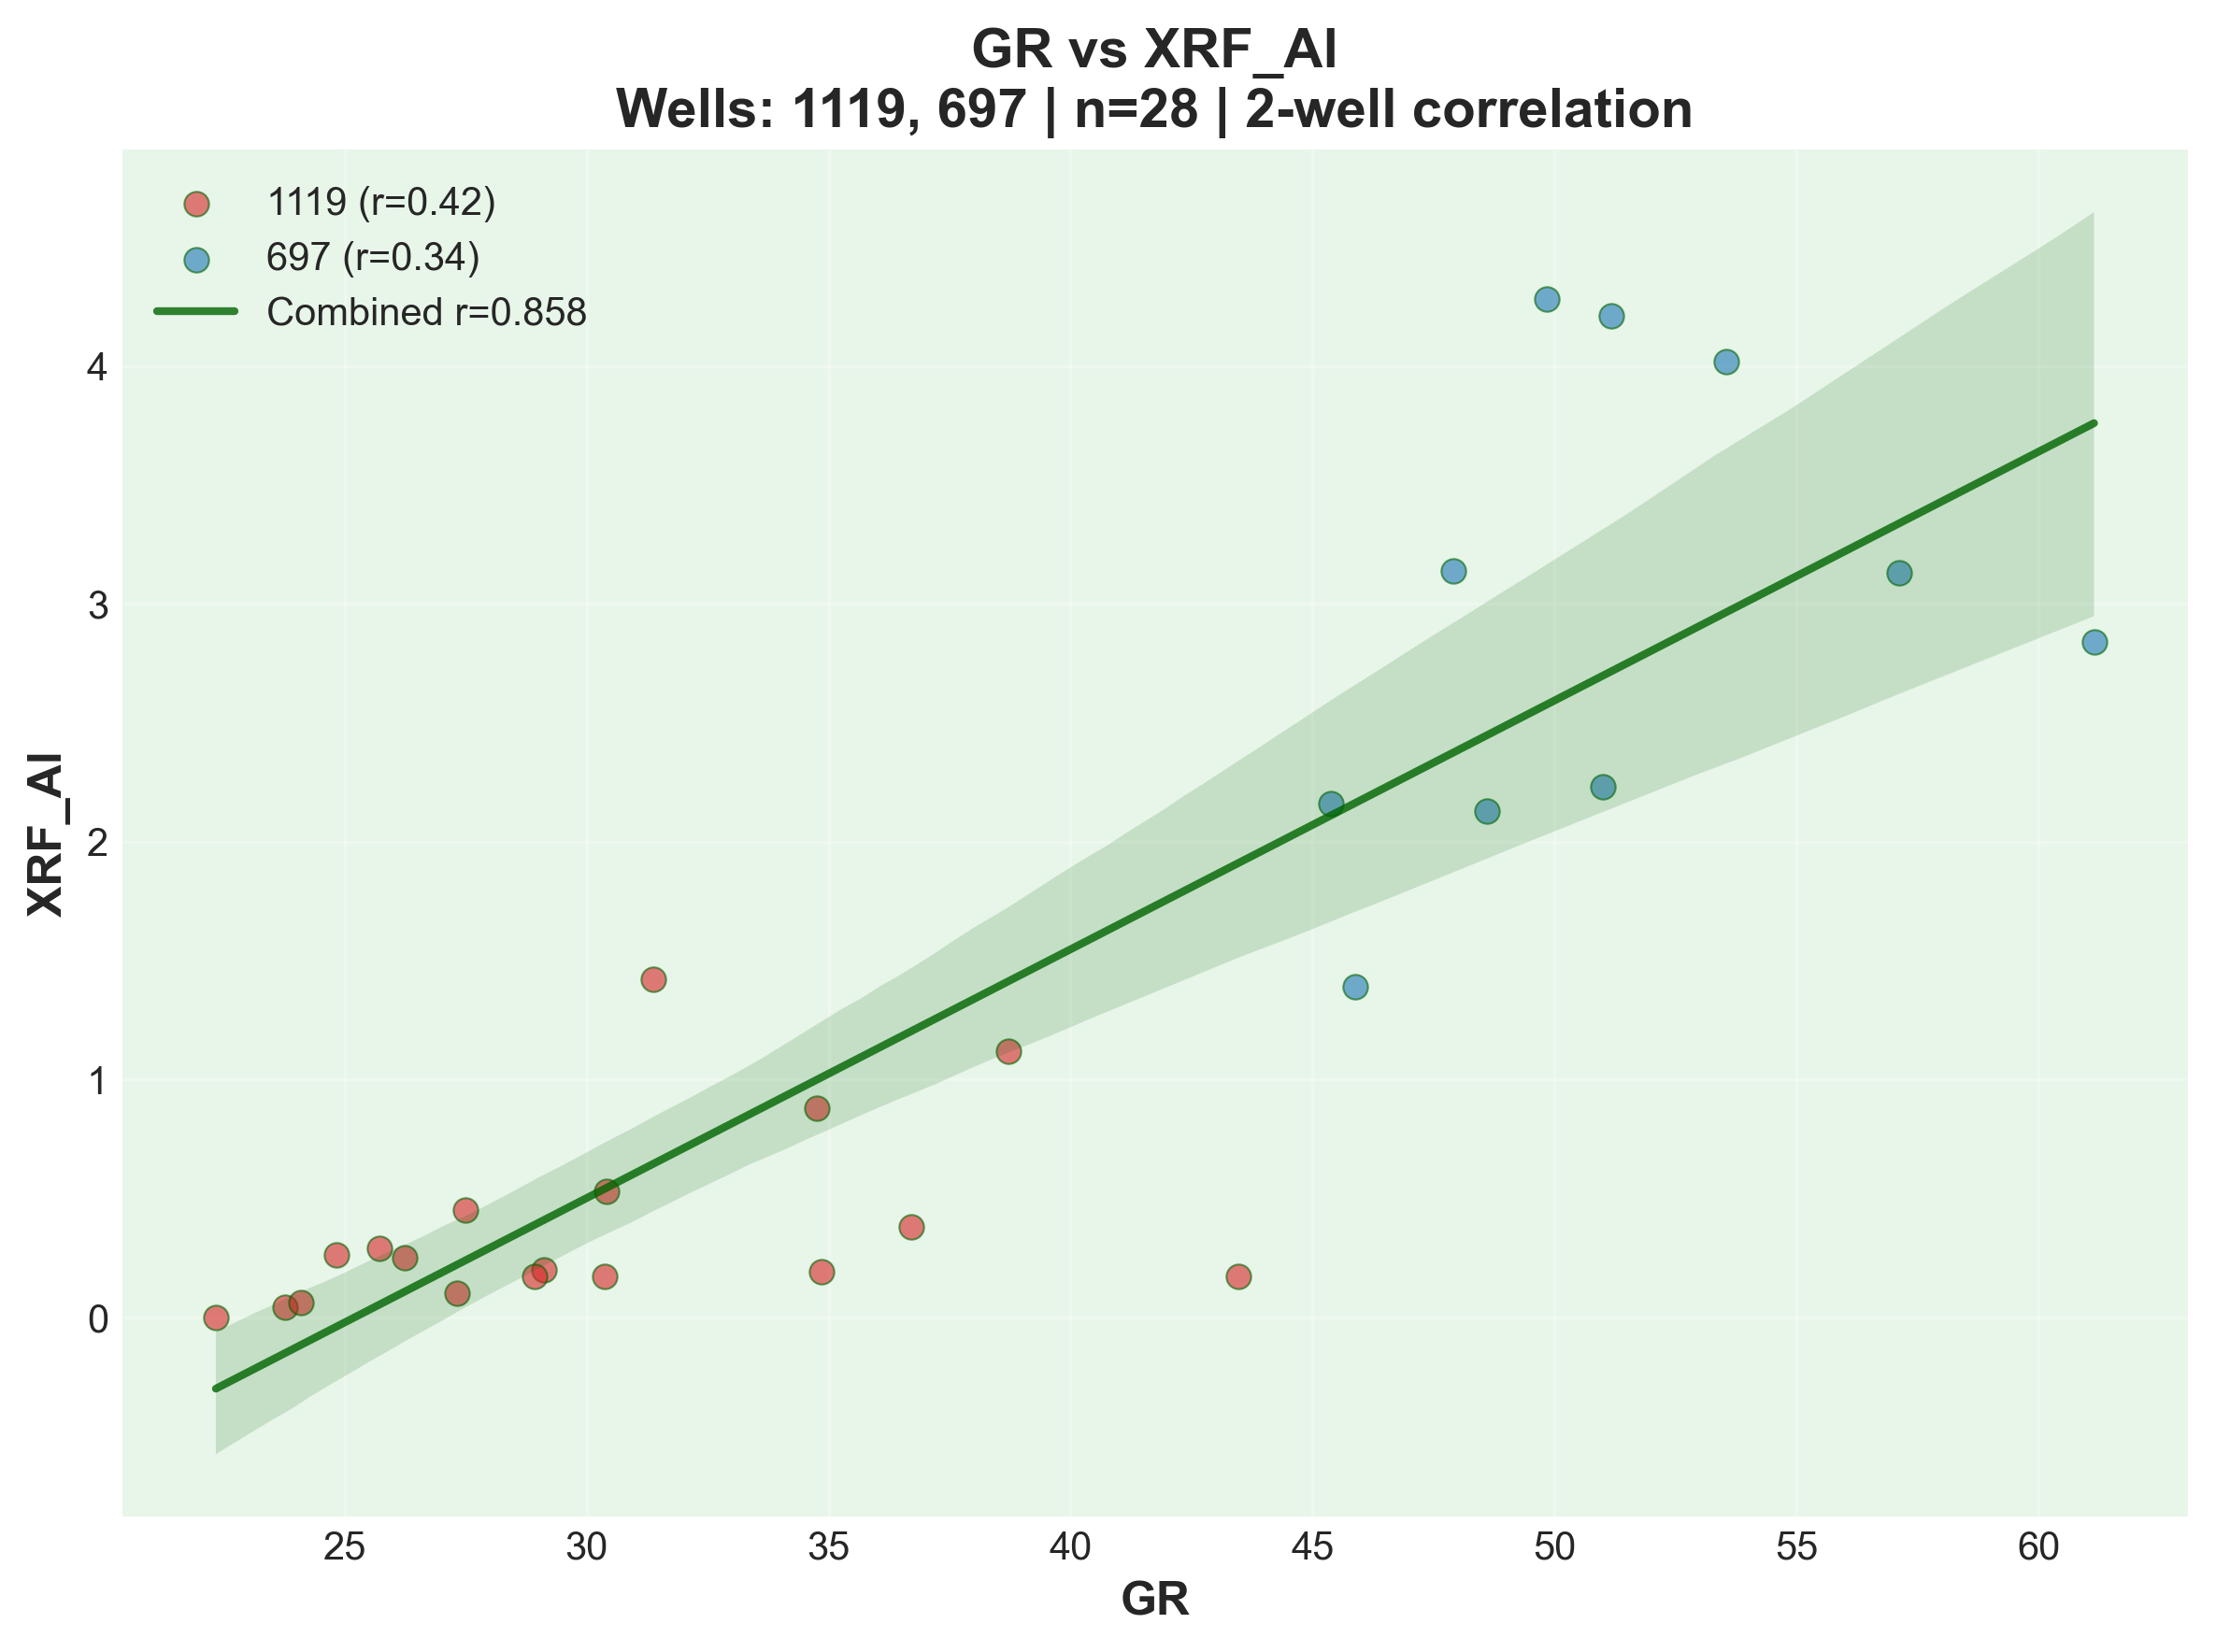 GR vs XRF_Al
Wells: 1119, 697 | n=28 | 2-well correlation
1119 (r=0.42)
697 (r=0.34)
Combined r=0.858
XRF_Al
4
3
2
1
0
25 30 35 40 45 50 55 60
GR